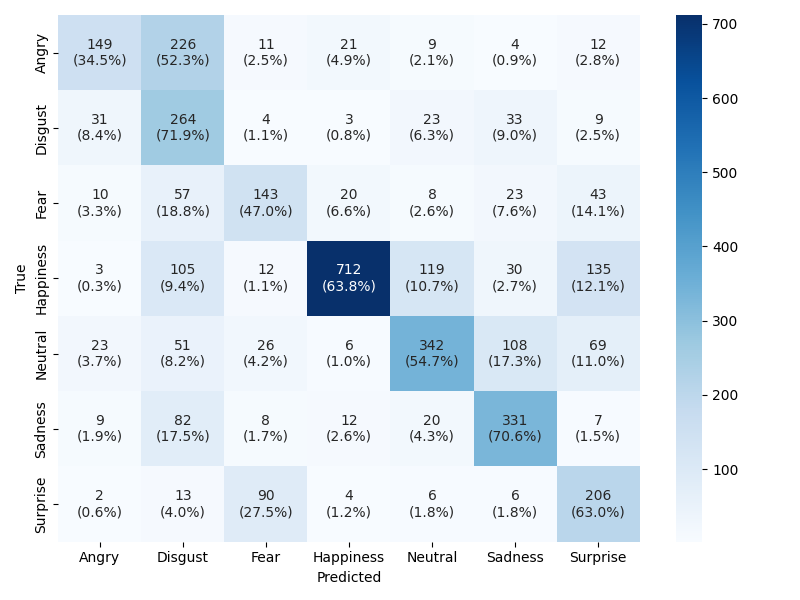 Angry 149 226 11 21 9 4 12
(34.5%) (52.3%) (2.5%) (4.9%) (2.1%) (0.9%) (2.8%)
Disgust 31 264 4 3 23 33 9
(8.4%) (71.9%) (1.1%) (0.8%) (6.3%) (9.0%) (2.5%)
Fear 10 57 143 20 8 23 43
(3.3%) (18.8%) (47.0%) (6.6%) (2.6%) (7.6%) (14.1%)
True
Happiness 3 105 12 712 119 30 135
(0.3%) (9.4%) (1.1%) (63.8%) (10.7%) (2.7%) (12.1%)
Neutral 23 51 26 6 342 108 69
(3.7%) (8.2%) (4.2%) (1.0%) (54.7%) (17.3%) (11.0%)
Sadness 9 82 8 12 20 331 7
(1.9%) (17.5%) (1.7%) (2.6%) (4.3%) (70.6%) (1.5%)
Surprise 2 13 90 4 6 6 206
(0.6%) (4.0%) (27.5%) (1.2%) (1.8%) (1.8%) (63.0%)
Angry Disgust Fear Happiness Neutral Sadness Surprise
Predicted
700
600
500
400
300
200
100